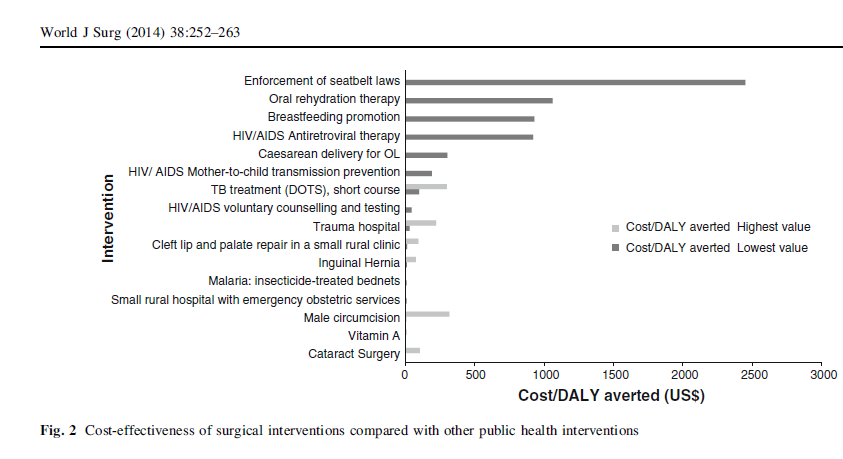 World J Surg (2014) 38:252–263
Enforcement of seatbelt laws
Oral rehydration therapy
Breastfeeding promotion
HIV/AIDS Antiretroviral therapy
Caesarean delivery for OL
HIV/ AIDS Mother-to-child transmission prevention
TB treatment (DOTS), short course
HIV/AIDS voluntary counselling and testing
Trauma hospital
Cleft lip and palate repair in a small rural clinic
Inguinal Hernia
Malaria: insecticide-treated bednets
Small rural hospital with emergency obstetric services
Male circumcision
Vitamin A
Cataract Surgery
Intervention
Cost/DALY averted Highest value
Cost/DALY averted Lowest value
0 500 1000 1500 2000 2500 3000
Cost/DALY averted (US$)
Fig. 2 Cost-effectiveness of surgical interventions compared with other public health interventions